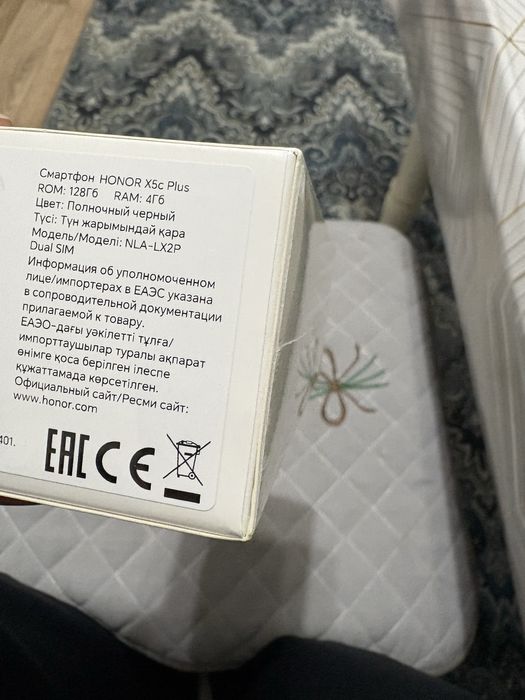 Смартфон HONOR X5c Plus
ROM: 128Гб RAM: 4Гб
Цвет: Полночный черный
Түсі: Түн жарымындай қара
Модель/Моделі: NLA-LX2P
Dual SIM
Информация об уполномоченном
лице/импортерах в ЕАЭС указана
в сопроводительной документации
прилагаемой к товару.
ЕАЭО-дағы уәкілетті тұлға/
импорттаушылар туралы ақпарат
өнімге қоса берілген ілеспе
құжаттамада көрсетілген.
Официальный сайт/Ресми сайт:
www.honor.com
401.
EAC CE